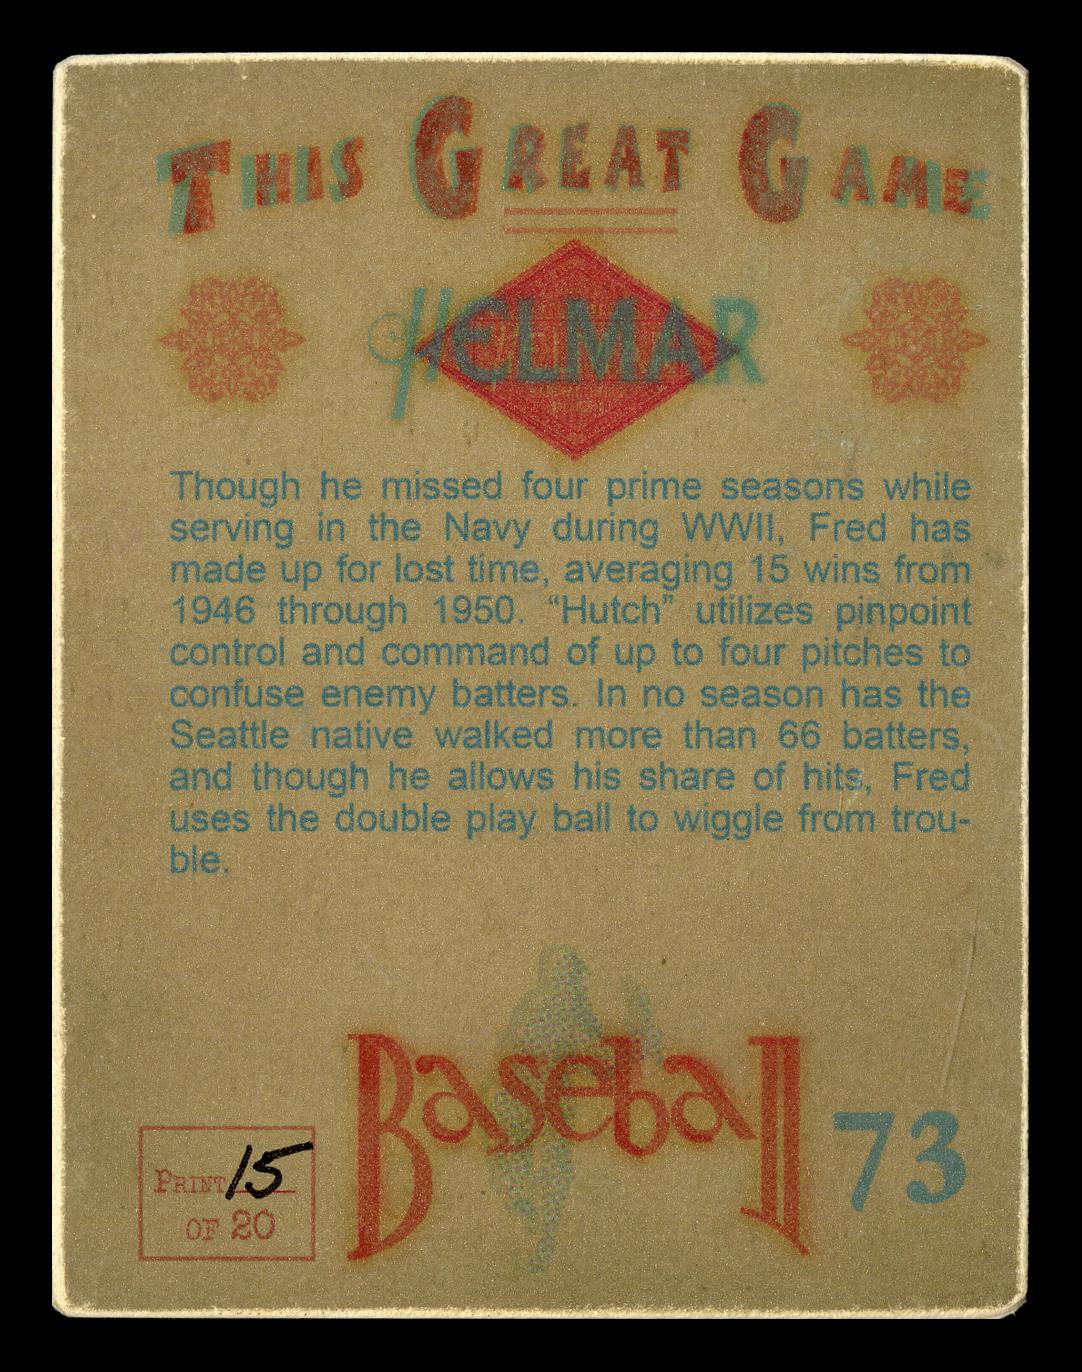 THIS GREAT GAME
HELMAR
Though he missed four prime seasons while
serving in the Navy during WWII, Fred has
made up for lost time, averaging 15 wins from
1946 through 1950. “Hutch” utilizes pinpoint
control and command of up to four pitches to
confuse enemy batters. In no season has the
Seattle native walked more than 66 batters,
and though he allows his share of hits, Fred
uses the double play ball to wiggle from trou-
ble.
Baseball
73
PRINT 15
OF 20